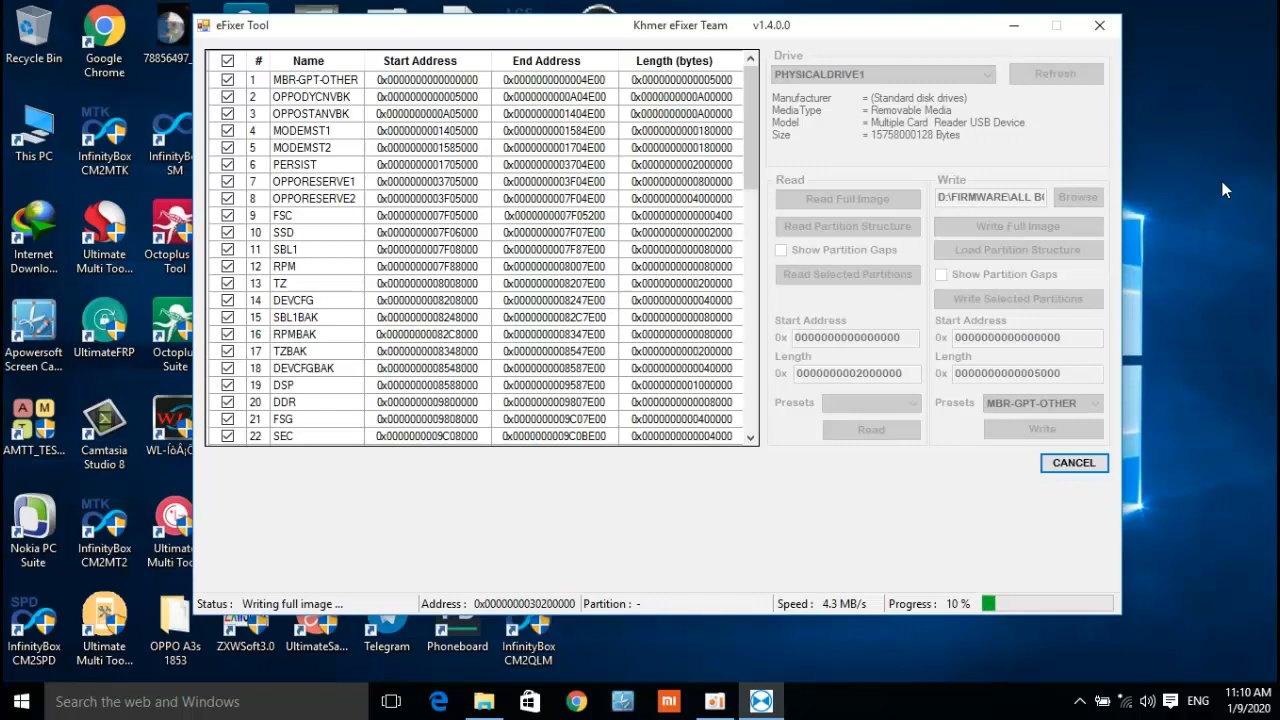 eFixer Tool
Khmer eFixer Team
v1.4.0.0
# Name Start Address End Address Length (bytes)
1 MBR-GPT-OTHER 0x0000000000000000 0x0000000000004E00 0x0000000000005000
2 OPPODYCNVBK 0x0000000000005000 0x0000000000A04E00 0x0000000000A00000
3 OPPOSTANVBK 0x0000000000A05000 0x0000000001404E00 0x0000000000A00000
4 MODEMST1 0x0000000001405000 0x0000000001584E00 0x0000000000180000
5 MODEMST2 0x0000000001585000 0x0000000001704E00 0x0000000000180000
6 PERSIST 0x0000000001705000 0x0000000003704E00 0x0000000002000000
7 OPPORESERVE1 0x0000000003705000 0x0000000003F04E00 0x0000000000800000
8 OPPORESERVE2 0x0000000003F05000 0x0000000007F04E00 0x0000000004000000
9 FSC 0x0000000007F05000 0x0000000007F05200 0x0000000000000400
10 SSD 0x0000000007F06000 0x0000000007F07E00 0x0000000000002000
11 SBL1 0x0000000007F08000 0x0000000007F87E00 0x0000000000080000
12 RPM 0x0000000007F88000 0x0000000008007E00 0x0000000000080000
13 TZ 0x0000000008008000 0x0000000008207E00 0x0000000000200000
14 DEVCFG 0x0000000008208000 0x0000000008247E00 0x0000000000040000
15 SBL1BAK 0x0000000008248000 0x00000000082C7E00 0x0000000000080000
16 RPMBAK 0x00000000082C8000 0x0000000008347E00 0x0000000000080000
17 TZBAK 0x0000000008348000 0x0000000008547E00 0x0000000000200000
18 DEVCFGBAK 0x0000000008548000 0x0000000008587E00 0x0000000000040000
19 DSP 0x0000000008588000 0x0000000009587E00 0x0000000001000000
20 DDR 0x0000000009800000 0x0000000009807E00 0x0000000000008000
21 FSG 0x0000000009808000 0x0000000009C07E00 0x0000000000400000
22 SEC 0x0000000009C08000 0x0000000009C0BE00 0x0000000000004000
Drive
PHYSICALDRIVE1
Refresh
Manufacturer = (Standard disk drives)
MediaType = Removable Media
Model = Multiple Card Reader USB Device
Size = 15758000128 Bytes
Read
Read Full Image
Read Partition Structure
Show Partition Gaps
Read Selected Partitions
Start Address
0x 0000000000000000
Length
0x 0000000002000000
Presets
Read
Write
D:\FIRMWARE\ALL BO
Browse
Write Full Image
Load Partition Structure
Show Partition Gaps
Write Selected Partitions
Start Address
0x 0000000000000000
Length
0x 0000000000005000
Presets MBR-GPT-OTHER
Write
CANCEL
Status : Writing full image ...
Address : 0x0000000030200000
Partition : -
Speed : 4.3 MB/s
Progress : 10 %
Recycle Bin
Google
Chrome
78856497_
This PC
InfinityBox
CM2MTK
InfinityBo
SM
Internet
Downlo...
Ultimate
Multi Too...
Octoplus
Tool
Apowersoft
Screen Ca...
UltimateFRP
Octoplu
Suite
AMTT_TES...
Camtasia
Studio 8
WL-ÍòÂ¡Ö
Nokia PC
Suite
InfinityBox
CM2MT2
Ultimate
Multi Too
InfinityBox
CM2SPD
Ultimate
Multi Too...
OPPO A3s
1853
ZXWSoft3.0
UltimateSa...
Telegram
Phoneboard
InfinityBox
CM2QLM
Search the web and Windows
ENG
11:10 AM
1/9/2020